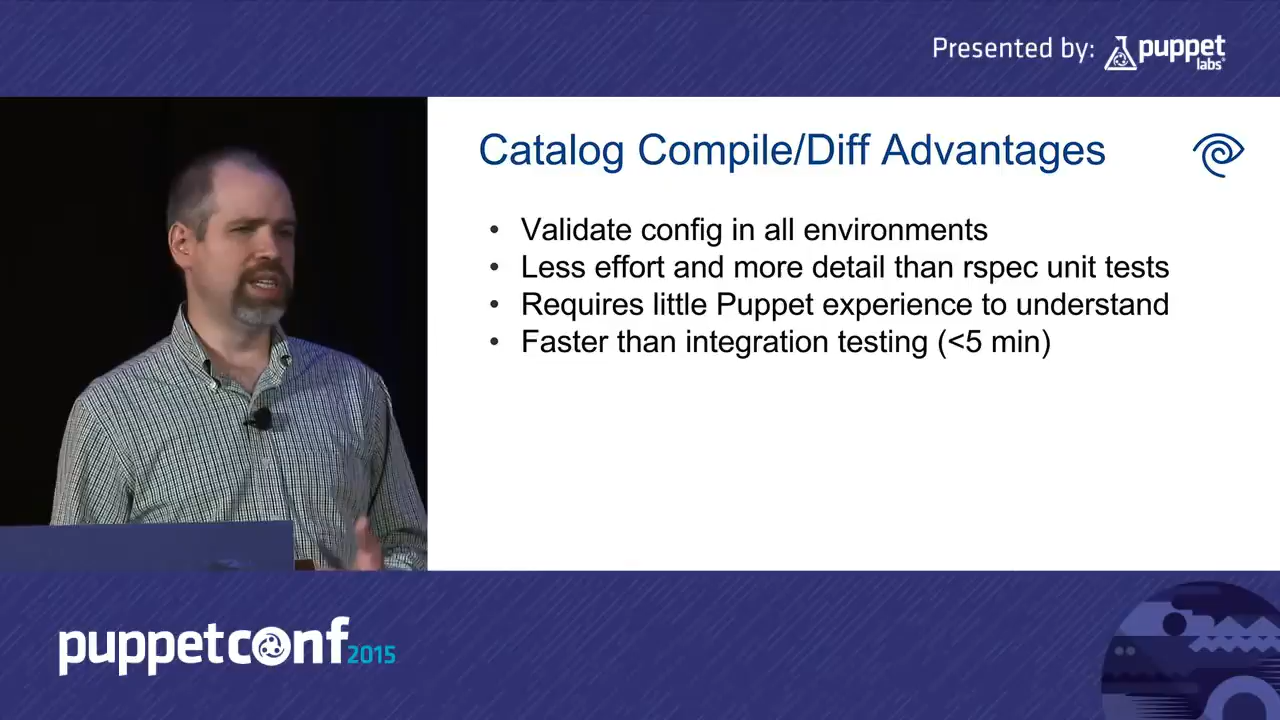 Presented by: puppet labs
Catalog Compile/Diff Advantages
• Validate config in all environments
• Less effort and more detail than rspec unit tests
• Requires little Puppet experience to understand
• Faster than integration testing (<5 min)
puppetconf 2015